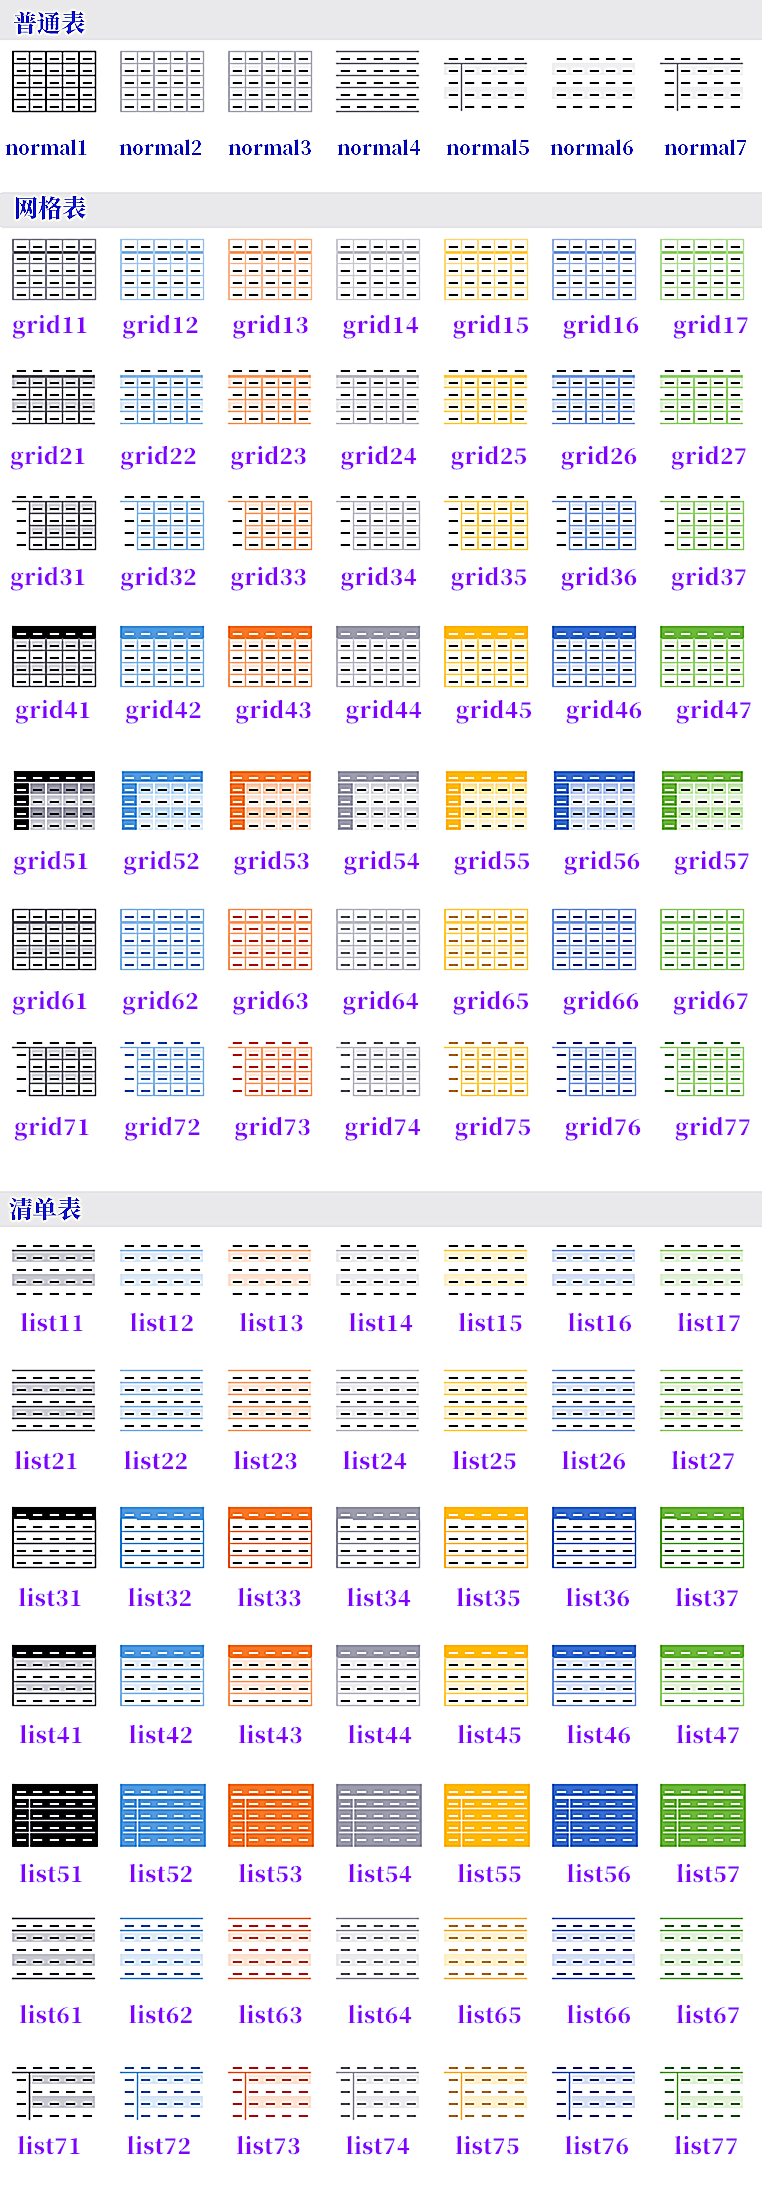 普通表
normal1 normal2 normal3 normal4 normal5 normal6 normal7
网格表
grid11 grid12 grid13 grid14 grid15 grid16 grid17
grid21 grid22 grid23 grid24 grid25 grid26 grid27
grid31 grid32 grid33 grid34 grid35 grid36 grid37
grid41 grid42 grid43 grid44 grid45 grid46 grid47
grid51 grid52 grid53 grid54 grid55 grid56 grid57
grid61 grid62 grid63 grid64 grid65 grid66 grid67
grid71 grid72 grid73 grid74 grid75 grid76 grid77
清单表
list11 list12 list13 list14 list15 list16 list17
list21 list22 list23 list24 list25 list26 list27
list31 list32 list33 list34 list35 list36 list37
list41 list42 list43 list44 list45 list46 list47
list51 list52 list53 list54 list55 list56 list57
list61 list62 list63 list64 list65 list66 list67
list71 list72 list73 list74 list75 list76 list77